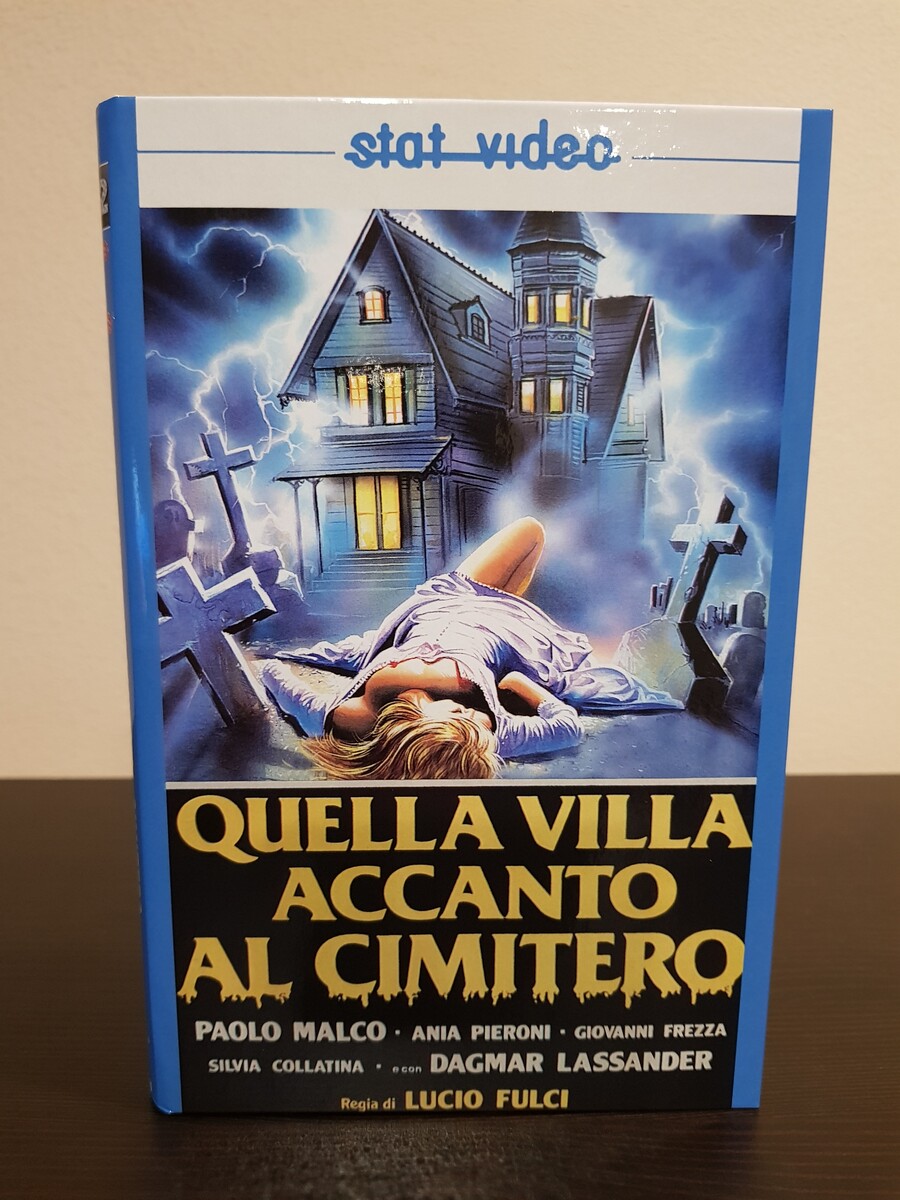 stat video
QUELLA VILLA
ACCANTO
AL CIMITERO
PAOLO MALCO · ANIA PIERONI · GIOVANNI FREZZA
SILVIA COLLATINA · e con DAGMAR LASSANDER
Regia di LUCIO FULCI